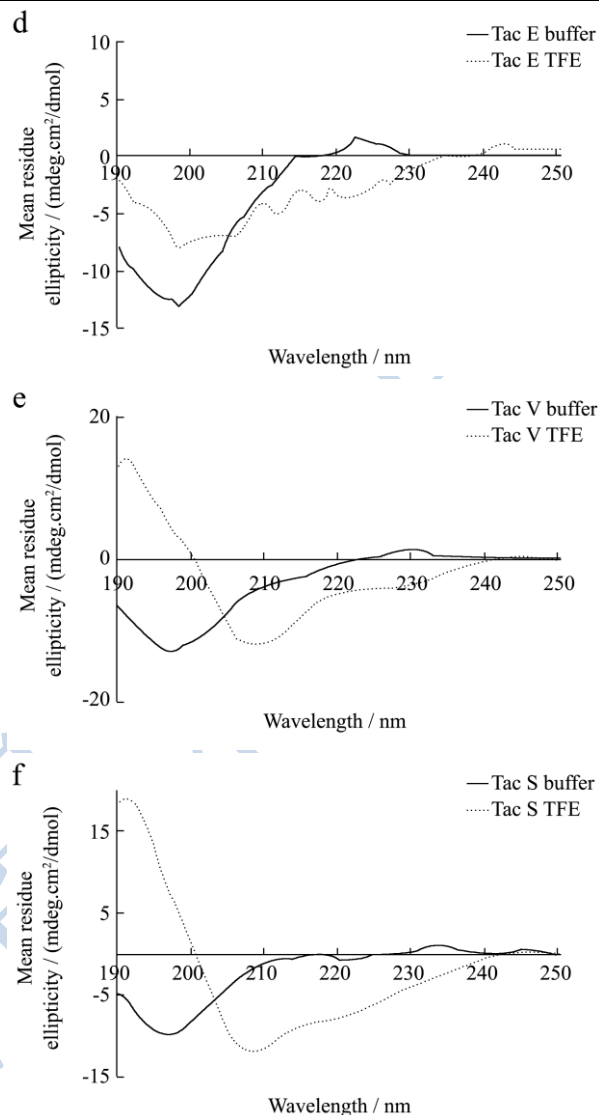 d
Tac E buffer
Tac E TFE
10
5
0
-5
-10
-15
190 200 210 220 230 240 250
Mean residue
ellipticity / (mdeg.cm²/dmol)
Wavelength / nm
e
Tac V buffer
Tac V TFE
20
0
-20
190 200 210 220 230 240 250
Mean residue
ellipticity / (mdeg.cm²/dmol)
Wavelength / nm
f
Tac S buffer
Tac S TFE
15
5
-5
-15
190 200 210 220 230 240 250
Mean residue
ellipticity / (mdeg.cm²/dmol)
Wavelength / nm